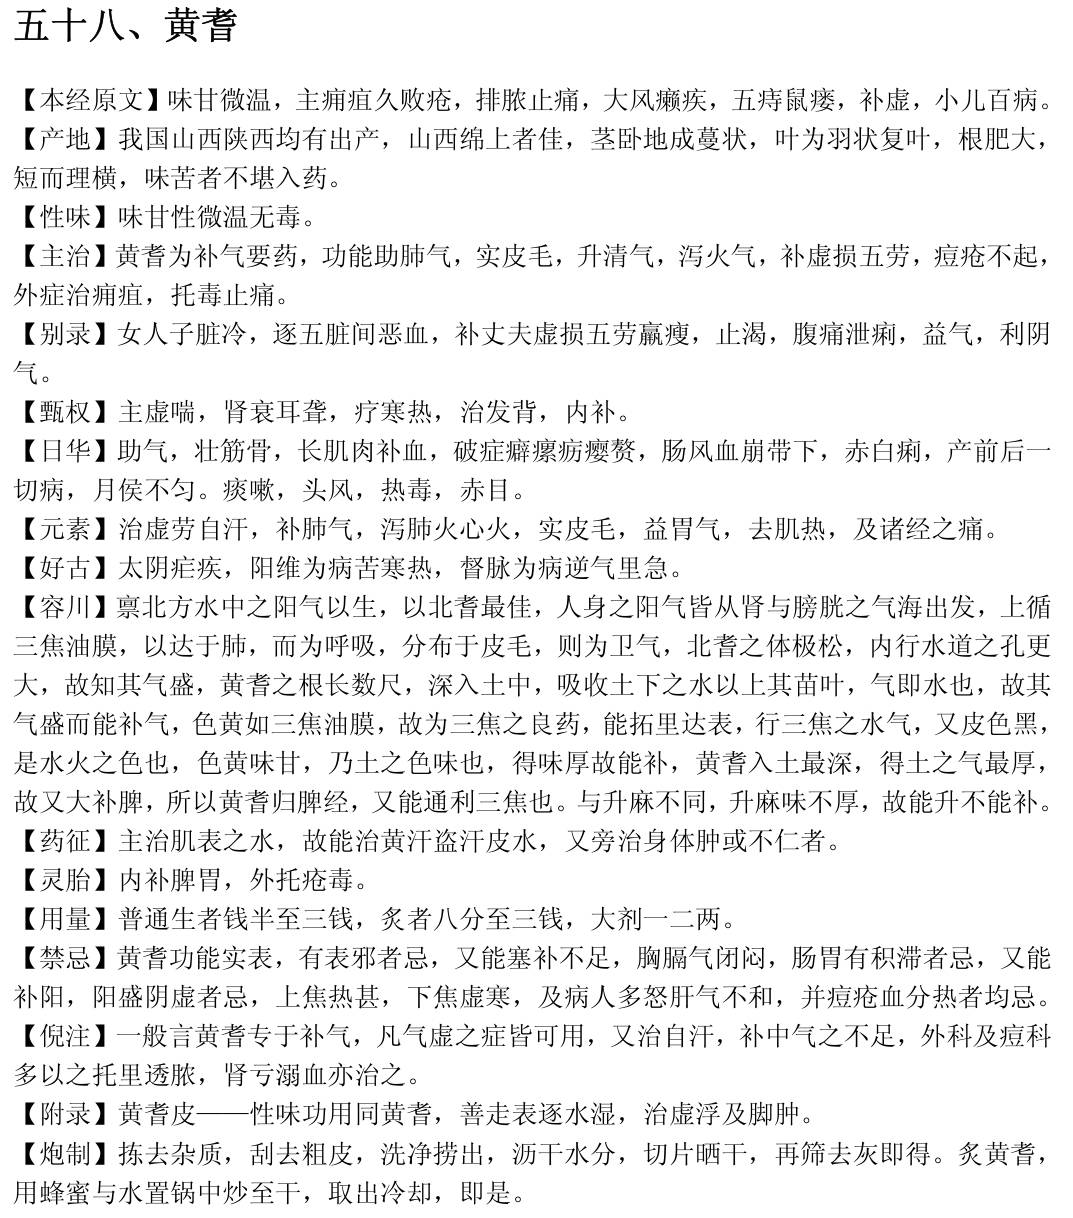 五十八、黄耆
【本经原文】味甘微温，主痈疽久败疮，排脓止痛，大风癞疾，五痔鼠瘘，补虚，小儿百病。
【产地】我国山西陕西均有出产，山西绵上者佳，茎卧地成蔓状，叶为羽状复叶，根肥大，
短而理横，味苦者不堪入药。
【性味】味甘性微温无毒。
【主治】黄耆为补气要药，功能助肺气，实皮毛，升清气，泻火气，补虚损五劳，痘疮不起，
外症治痈疽，托毒止痛。
【别录】女人子脏冷，逐五脏间恶血，补丈夫虚损五劳羸瘦，止渴，腹痛泄痢，益气，利阴
气。
【甄权】主虚喘，肾衰耳聋，疗寒热，治发背，内补。
【日华】助气，壮筋骨，长肌肉补血，破症癖瘰疬瘿赘，肠风血崩带下，赤白痢，产前后一
切病，月侯不匀。痰嗽，头风，热毒，赤目。
【元素】治虚劳自汗，补肺气，泻肺火心火，实皮毛，益胃气，去肌热，及诸经之痛。
【好古】太阴疟疾，阳维为病苦寒热，督脉为病逆气里急。
【容川】禀北方水中之阳气以生，以北耆最佳，人身之阳气皆从肾与膀胱之气海出发，上循
三焦油膜，以达于肺，而为呼吸，分布于皮毛，则为卫气，北耆之体极松，内行水道之孔更
大，故知其气盛，黄耆之根长数尺，深入土中，吸收土下之水以上其苗叶，气即水也，故其
气盛而能补气，色黄如三焦油膜，故为三焦之良药，能拓里达表，行三焦之水气，又皮色黑，
是水火之色也，色黄味甘，乃土之色味也，得味厚故能补，黄耆入土最深，得土之气最厚，
故又大补脾，所以黄耆归脾经，又能通利三焦也。与升麻不同，升麻味不厚，故能升不能补。
【药征】主治肌表之水，故能治黄汗盗汗皮水，又旁治身体肿或不仁者。
【灵胎】内补脾胃，外托疮毒。
【用量】普通生者钱半至三钱，炙者八分至三钱，大剂一二两。
【禁忌】黄耆功能实表，有表邪者忌，又能塞补不足，胸膈气闭闷，肠胃有积滞者忌，又能
补阳，阳盛阴虚者忌，上焦热甚，下焦虚寒，及病人多怒肝气不和，并痘疮血分热者均忌。
【倪注】一般言黄耆专于补气，凡气虚之症皆可用，又治自汗，补中气之不足，外科及痘科
多以之托里透脓，肾亏溺血亦治之。
【附录】黄耆皮——性味功用同黄耆，善走表逐水湿，治虚浮及脚肿。
【炮制】拣去杂质，刮去粗皮，洗净捞出，沥干水分，切片晒干，再筛去灰即得。炙黄耆，
用蜂蜜与水置锅中炒至干，取出冷却，即是。